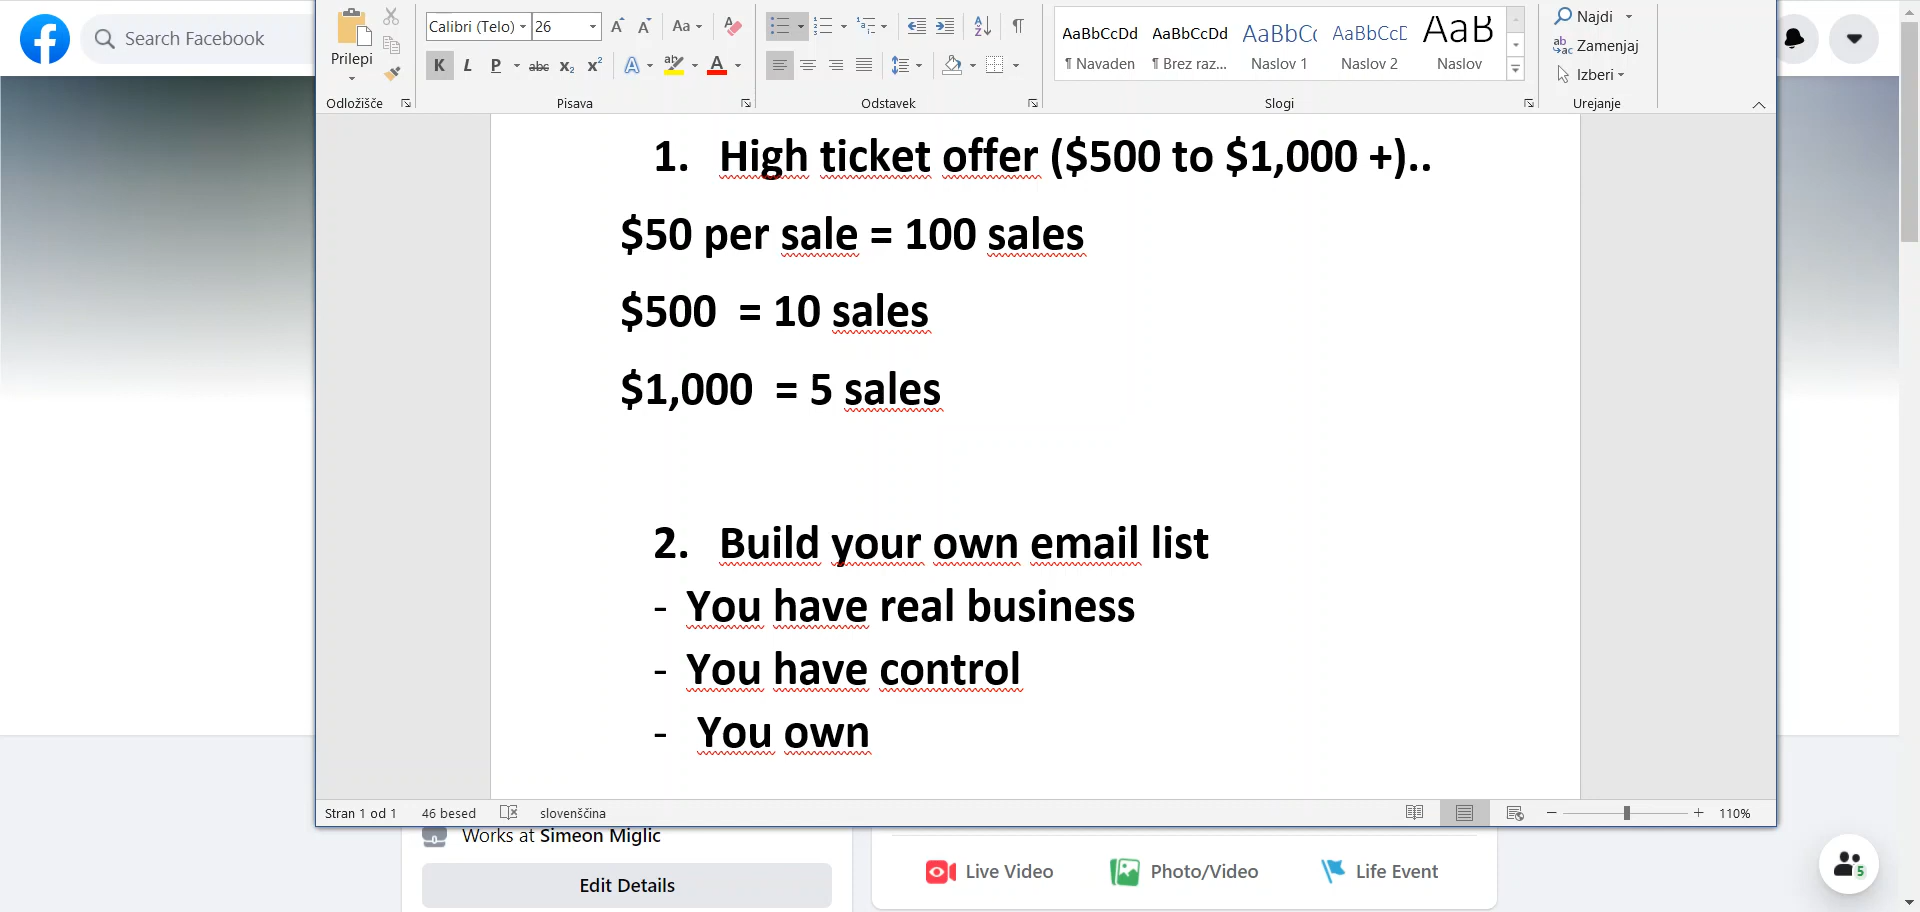 Search Facebook
Prilepi
Odložišče
Calibri (Telo) 26
Aa
K L P abc x₂ x² A ab A
Pisava
Odstavek
AaBbCcDd AaBbCcDd AaBbCc AaBbCcD AaB
¶ Navaden ¶ Brez raz... Naslov 1 Naslov 2 Naslov
Slogi
Najdi
Zamenjaj
Izberi
Urejanje
1. High ticket offer ($500 to $1,000 +)..
$50 per sale = 100 sales
$500 = 10 sales
$1,000 = 5 sales
2. Build your own email list
- You have real business
- You have control
- You own
Stran 1 od 1 46 besed slovenščina 110%
Works at Simeon Miglic
Edit Details
Live Video Photo/Video Life Event
5